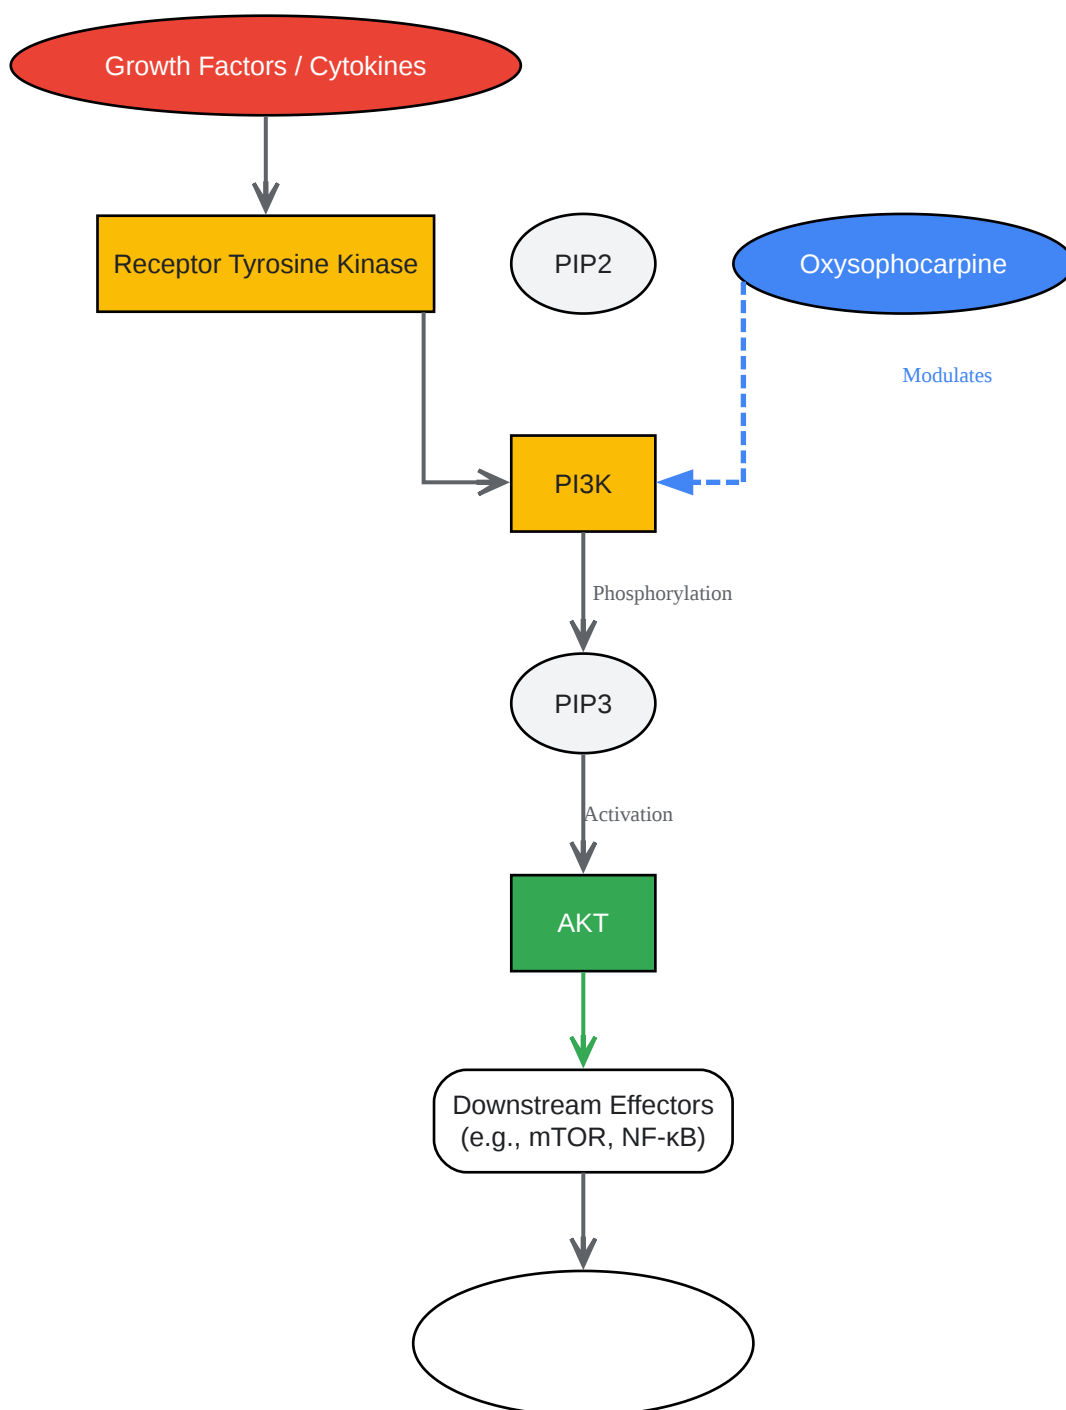 Growth Factors / Cytokines
Receptor Tyrosine Kinase
PIP2
Oxysophocarpine
Modulates
PI3K
Phosphorylation
PIP3
Activation
AKT
Downstream Effectors
(e.g., mTOR, NF-κB)